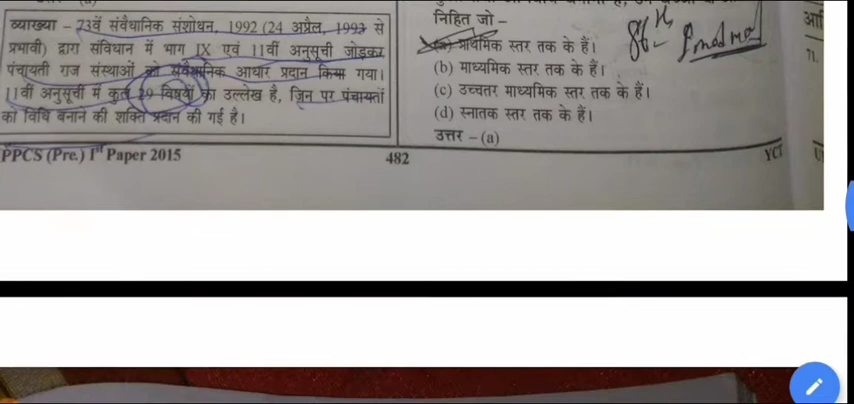 व्याख्या – 73वें संवैधानिक संशोधन, 1992 (24 अप्रैल, 1993 से
प्रभावी) द्वारा संविधान में भाग IX एवं 11वीं अनुसूची जोड़कर
पंचायती राज संस्थाओं को संवैधानिक आधार प्रदान किया गया।
11वीं अनुसूची में कुल 29 विषयों का उल्लेख है, जिन पर पंचायतों
को विधि बनाने की शक्ति प्रदान की गई है।
PPCS (Pre.) Ist Paper 2015
482
निहित जो –
(a) प्राथमिक स्तर तक के हैं।
(b) माध्यमिक स्तर तक के हैं।
(c) उच्चतर माध्यमिक स्तर तक के हैं।
(d) स्नातक स्तर तक के हैं।
उत्तर – (a)
YCT
71.